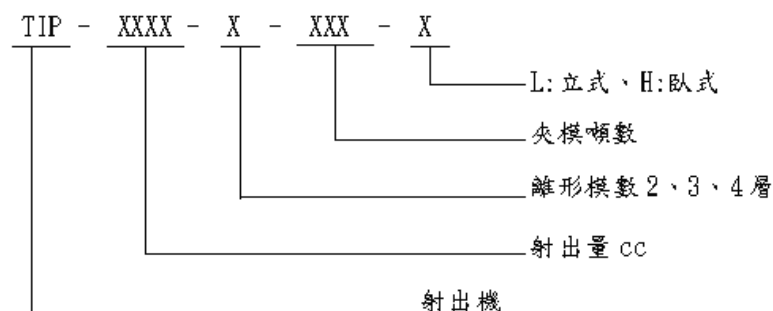 TIP - XXXX - X - XXX - X
L:立式、H:臥式
夾模噸數
離形模數2、3、4層
射出量cc
射出機